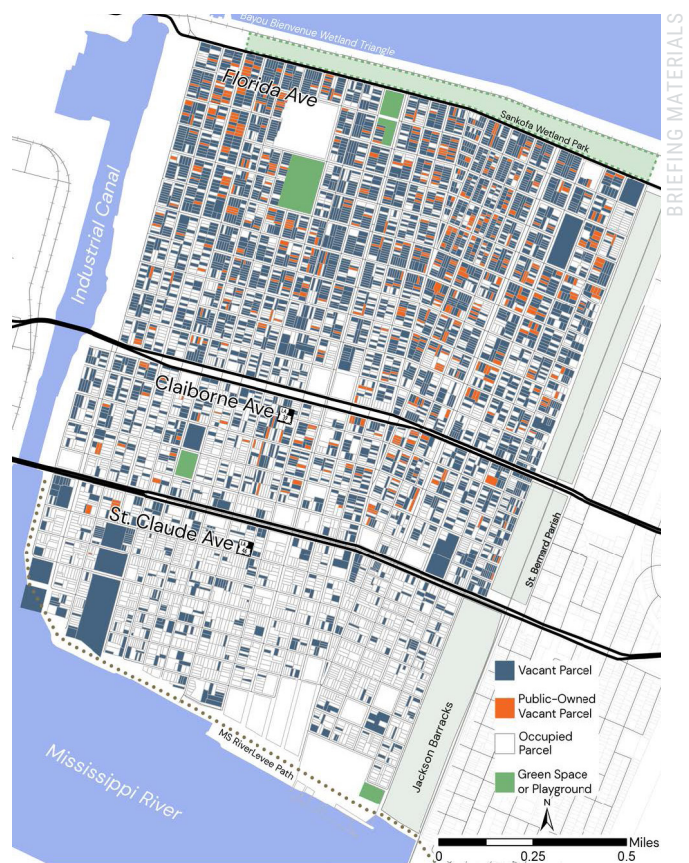 BRIEFING MATERIALS
Bayou Bienvenue Wetland Triangle
Florida Ave
Sankofa Wetland Park
Industrial Canal
Claiborne Ave
St. Claude Ave
St. Bernard Parish
Jackson Barracks
MS RiverLevee Path
Mississippi River
Vacant Parcel
Public-Owned
Vacant Parcel
Occupied
Parcel
Green Space
or Playground
N
Miles
0 0.25 0.5